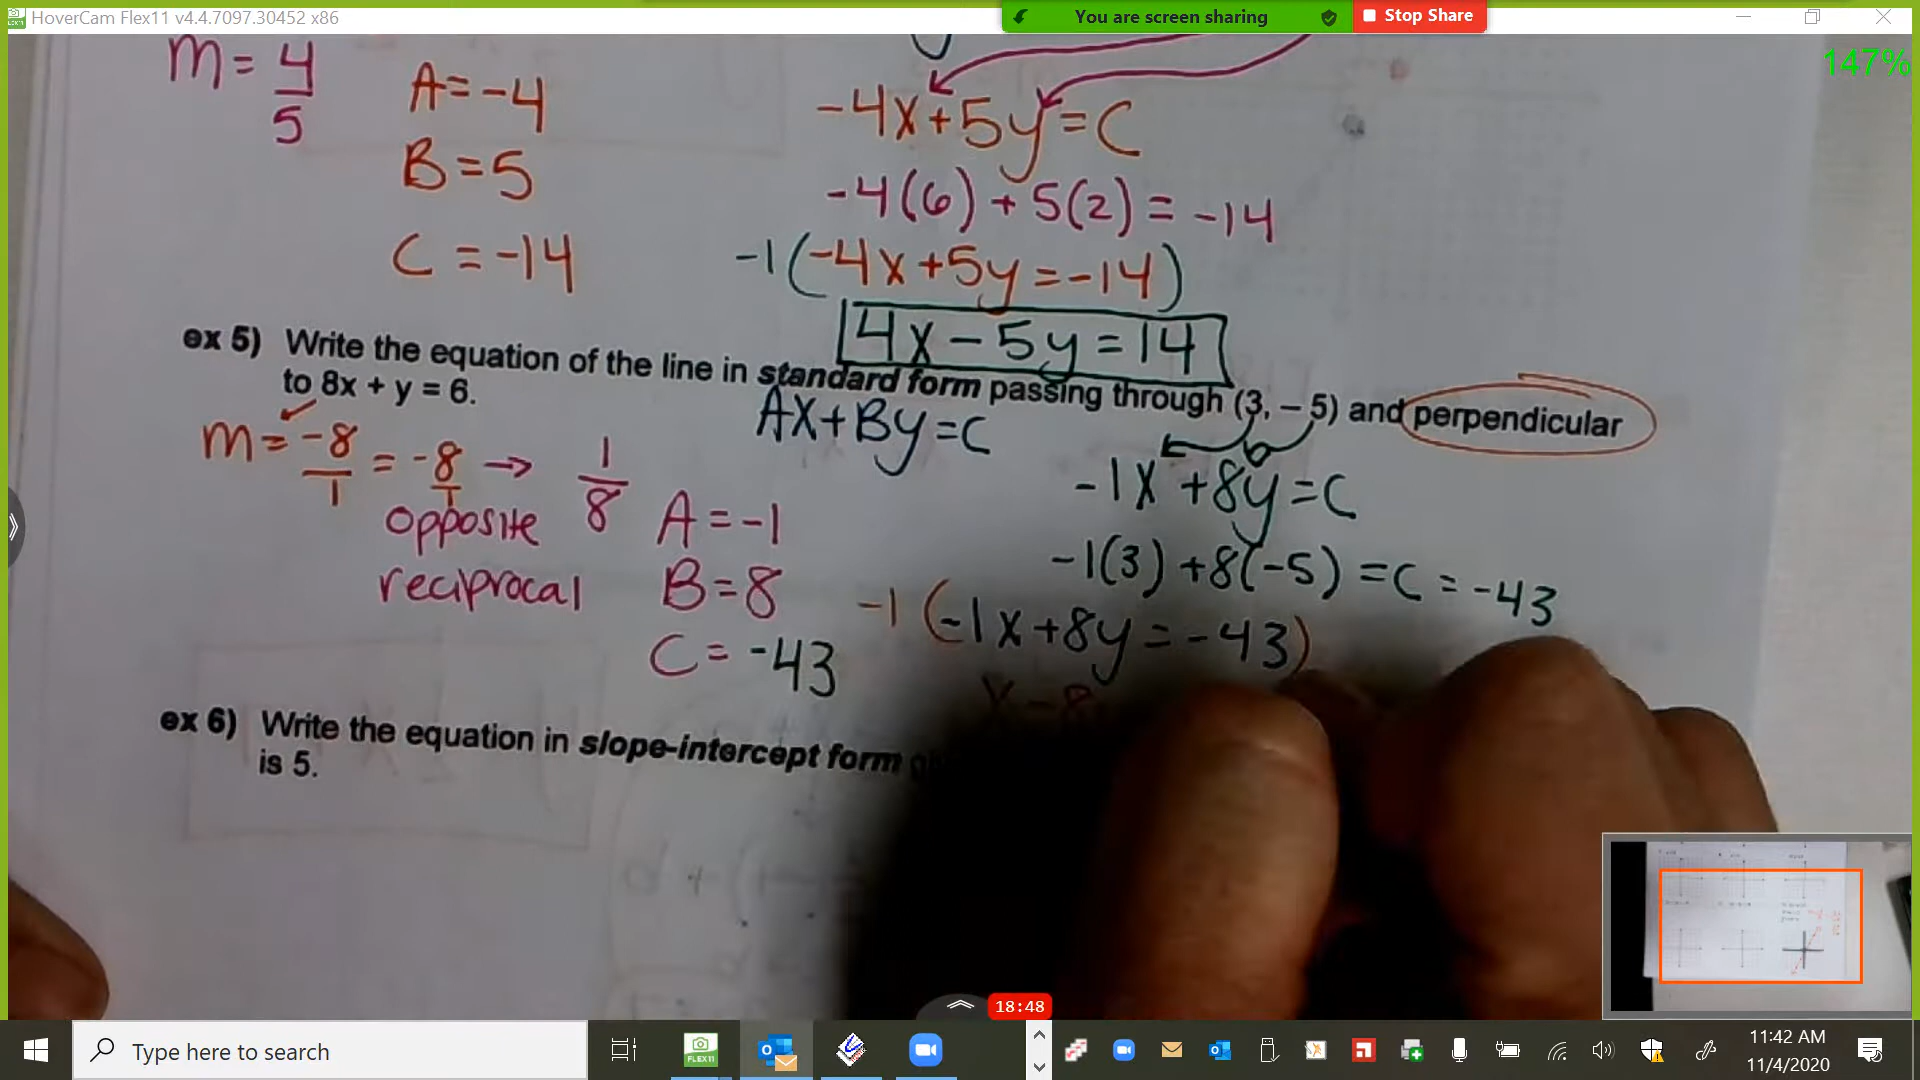 HoverCam Flex11 v4.4.7097.30452 x86
You are screen sharing
Stop Share
147%
m = 4/5
A = -4
B = 5
C = -14
-4x + 5y = C
-4(6) + 5(2) = -14
-1(-4x + 5y = -14)
4x - 5y = 14
ex 5) Write the equation of the line in standard form passing through (3, – 5) and perpendicular
to 8x + y = 6.
Ax + By = C
m = -8/1 = -8/1 → 1/8
opposite
reciprocal
A = -1
B = 8
C = -43
-1x + 8y = C
-1(3) + 8(-5) = C = -43
-1(-1x + 8y = -43)
x - 8
ex 6) Write the equation in slope-intercept form
is 5.
18:48
Type here to search
FLEX11
11:42 AM
11/4/2020